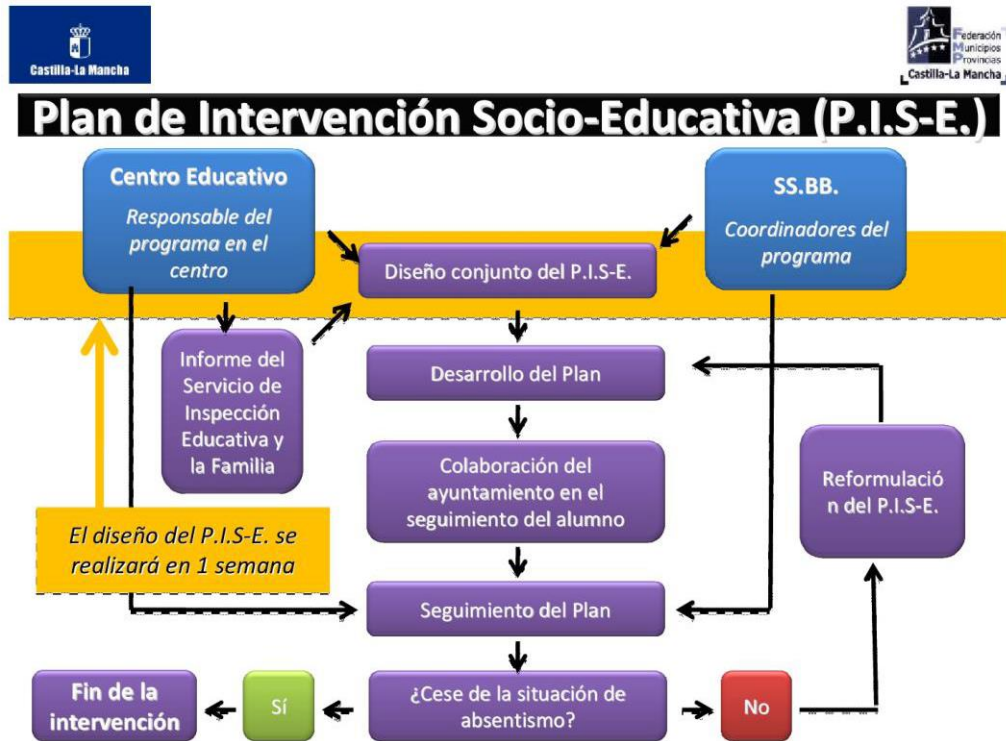 Castilla-La Mancha
Federación
Municipios
Provincias
Castilla-La Mancha
Plan de Intervención Socio-Educativa (P.I.S-E.)
Centro Educativo
Responsable del
programa en el
centro
SS.BB.
Coordinadores del
programa
Diseño conjunto del P.I.S-E.
Informe del
Servicio de
Inspección
Educativa y
la Familia
Desarrollo del Plan
Colaboración del
ayuntamiento en el
seguimiento del alumno
Reformulació
n del P.I.S-E.
El diseño del P.I.S-E. se
realizará en 1 semana
Seguimiento del Plan
Fin de la
intervención
Sí
¿Cese de la situación de
absentismo?
No